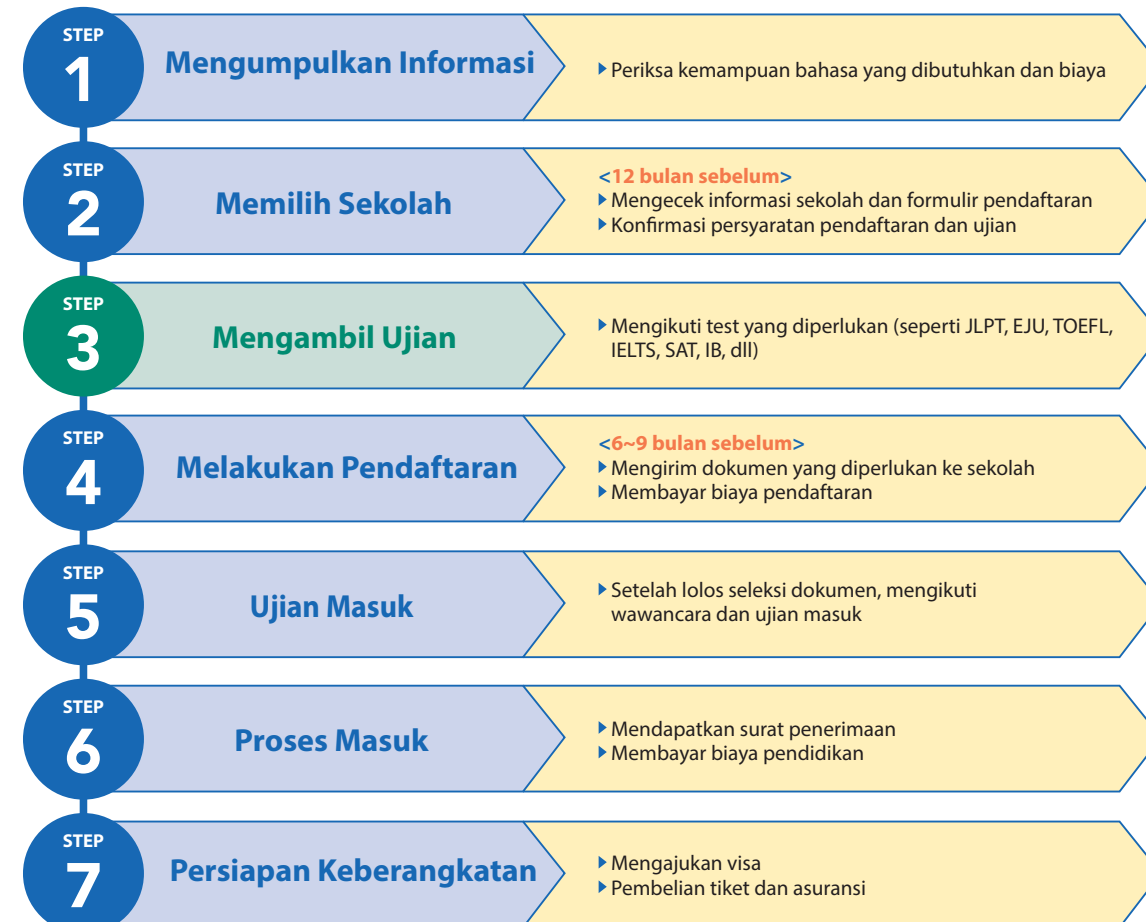 STEP
1
Mengumpulkan Informasi
▶ Periksa kemampuan bahasa yang dibutuhkan dan biaya
STEP
2
Memilih Sekolah
<12 bulan sebelum>
▶ Mengecek informasi sekolah dan formulir pendaftaran
▶ Konfirmasi persyaratan pendaftaran dan ujian
STEP
3
Mengambil Ujian
▶ Mengikuti test yang diperlukan (seperti JLPT, EJU, TOEFL,
IELTS, SAT, IB, dll)
STEP
4
Melakukan Pendaftaran
<6~9 bulan sebelum>
▶ Mengirim dokumen yang diperlukan ke sekolah
▶ Membayar biaya pendaftaran
STEP
5
Ujian Masuk
▶ Setelah lolos seleksi dokumen, mengikuti
wawancara dan ujian masuk
STEP
6
Proses Masuk
▶ Mendapatkan surat penerimaan
▶ Membayar biaya pendidikan
STEP
7
Persiapan Keberangkatan
▶ Mengajukan visa
▶ Pembelian tiket dan asuransi